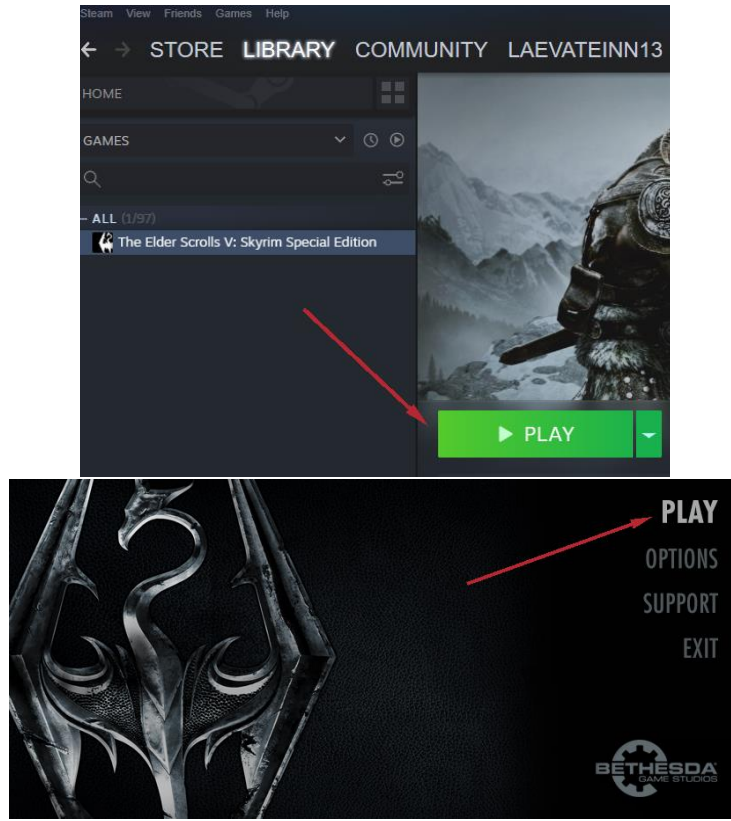 Steam View Friends Games Help
STORE LIBRARY COMMUNITY LAEVATEINN13
HOME
GAMES
- ALL (1/97)
The Elder Scrolls V: Skyrim Special Edition
PLAY
PLAY
OPTIONS
SUPPORT
EXIT
BETHESDA
GAME STUDIOS